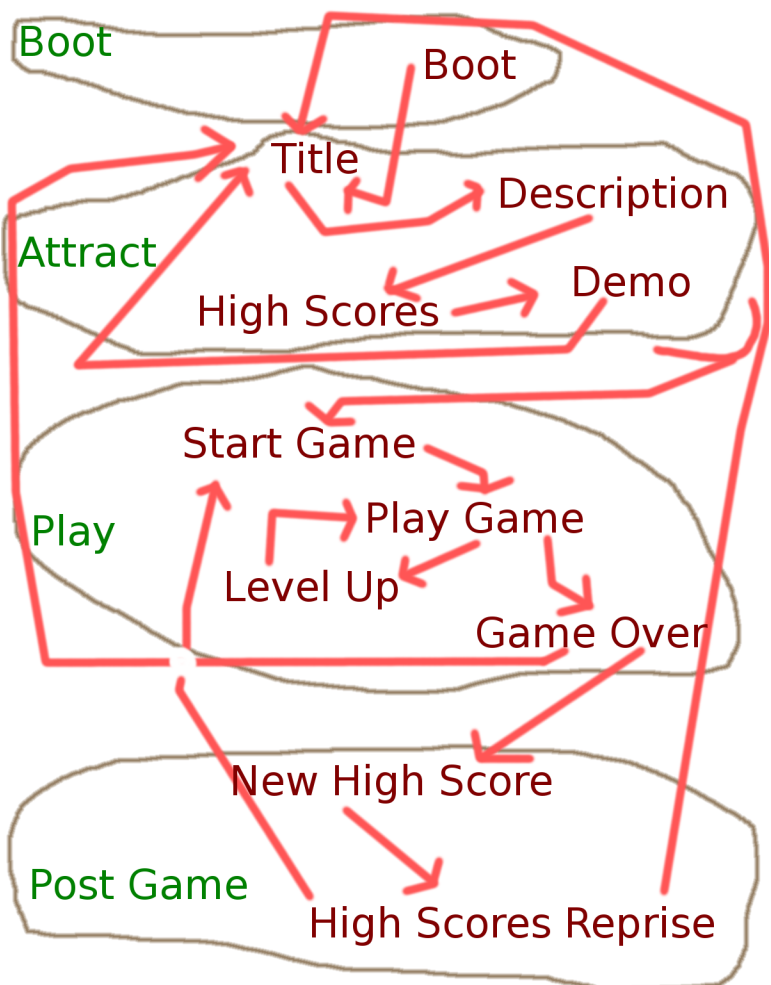 Boot
Boot
Title
Description
Attract
Demo
High Scores
Start Game
Play Game
Play
Level Up
Game Over
New High Score
Post Game
High Scores Reprise